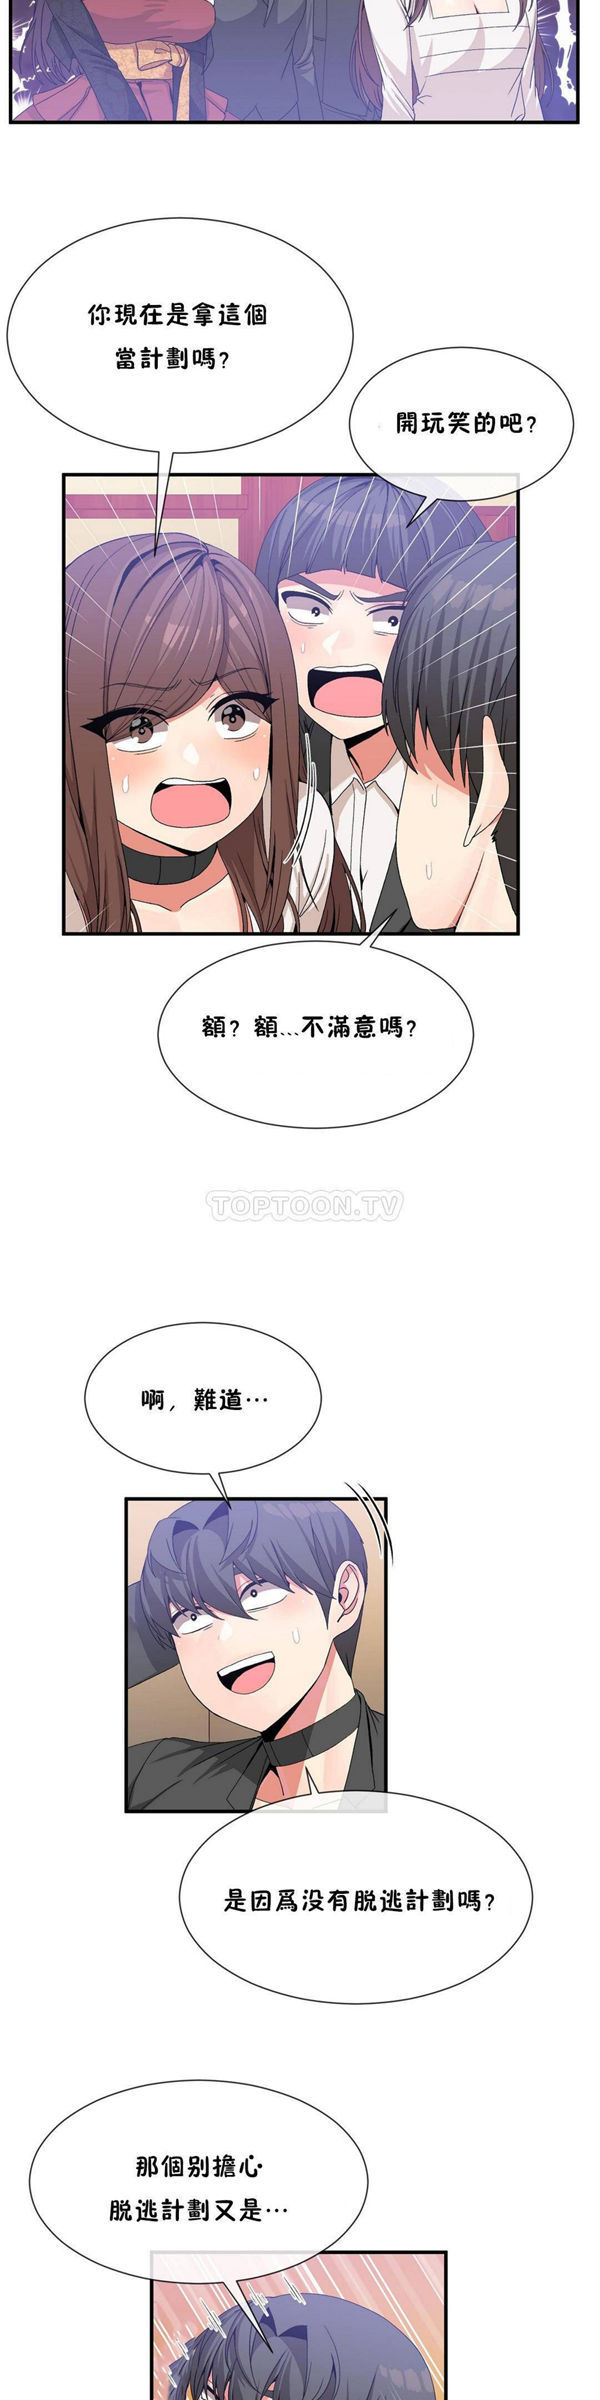 你現在是拿這個
當計劃嗎?
開玩笑的吧?
額? 額...不滿意嗎?
TOPTOON.TV
啊, 難道…
是因爲没有脱逃計劃嗎?
那個别擔心
脱逃計劃又是…